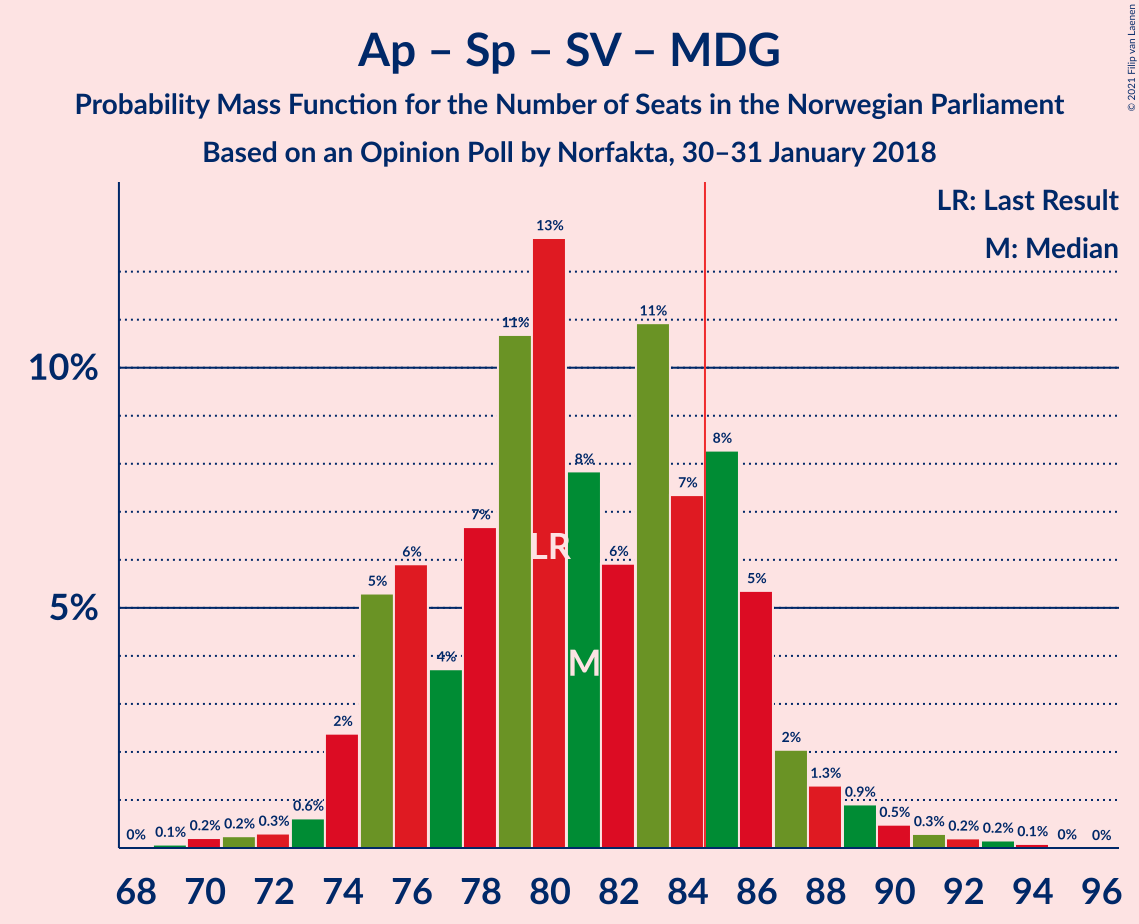 Ap – Sp – SV – MDG
Probability Mass Function for the Number of Seats in the Norwegian Parliament
Based on an Opinion Poll by Norfakta, 30–31 January 2018
© 2021 Filip van Laenen
LR: Last Result
M: Median
10%
5%
0% 0.1% 0.2% 0.2% 0.3% 0.6% 2% 5% 6% 4% 7% 11% 13% 8% 6% 11% 7% 8% 5% 2% 1.3% 0.9% 0.5% 0.3% 0.2% 0.2% 0.1% 0% 0%
LR
M
68 70 72 74 76 78 80 82 84 86 88 90 92 94 96